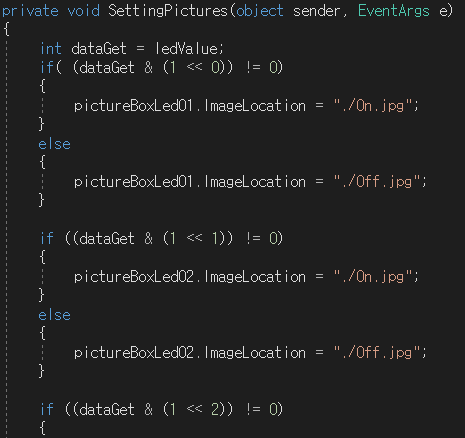 private void SettingPictures(object sender, EventArgs e)
{
int dataGet = ledValue;
if( (dataGet & (1 << 0)) != 0)
{
pictureBoxLed01.ImageLocation = "./On.jpg";
}
else
{
pictureBoxLed01.ImageLocation = "./Off.jpg";
}
if ((dataGet & (1 << 1)) != 0)
{
pictureBoxLed02.ImageLocation = "./On.jpg";
}
else
{
pictureBoxLed02.ImageLocation = "./Off.jpg";
}
if ((dataGet & (1 << 2)) != 0)
{